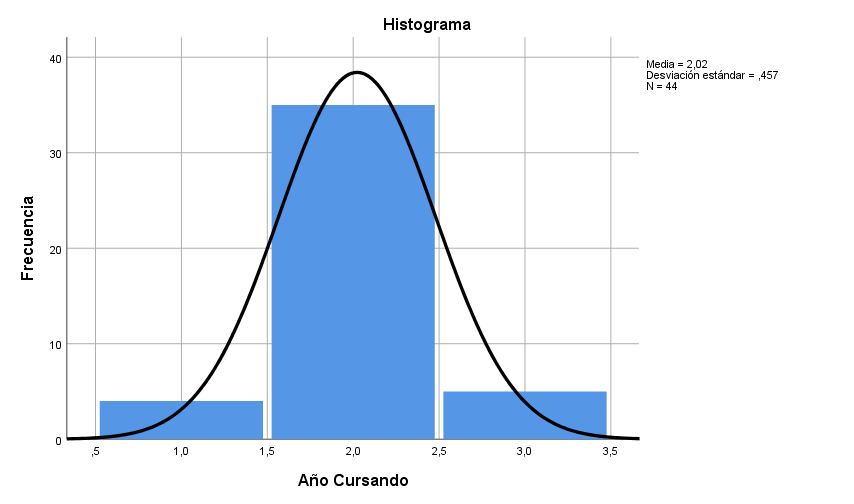 Histograma
Media = 2,02
Desviación estándar = ,457
N = 44
Frecuencia
40
30
20
10
0
,5 1,0 1,5 2,0 2,5 3,0 3,5
Año Cursando